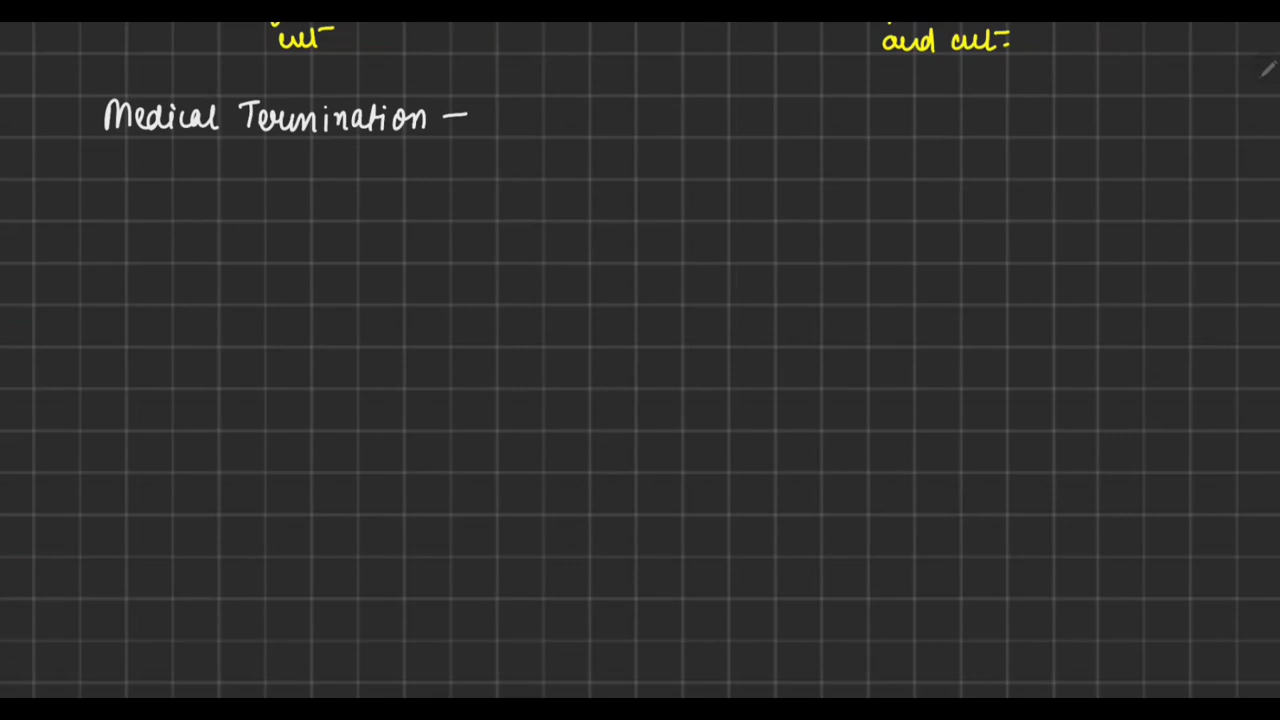 cut
and cut
Medical Termination -